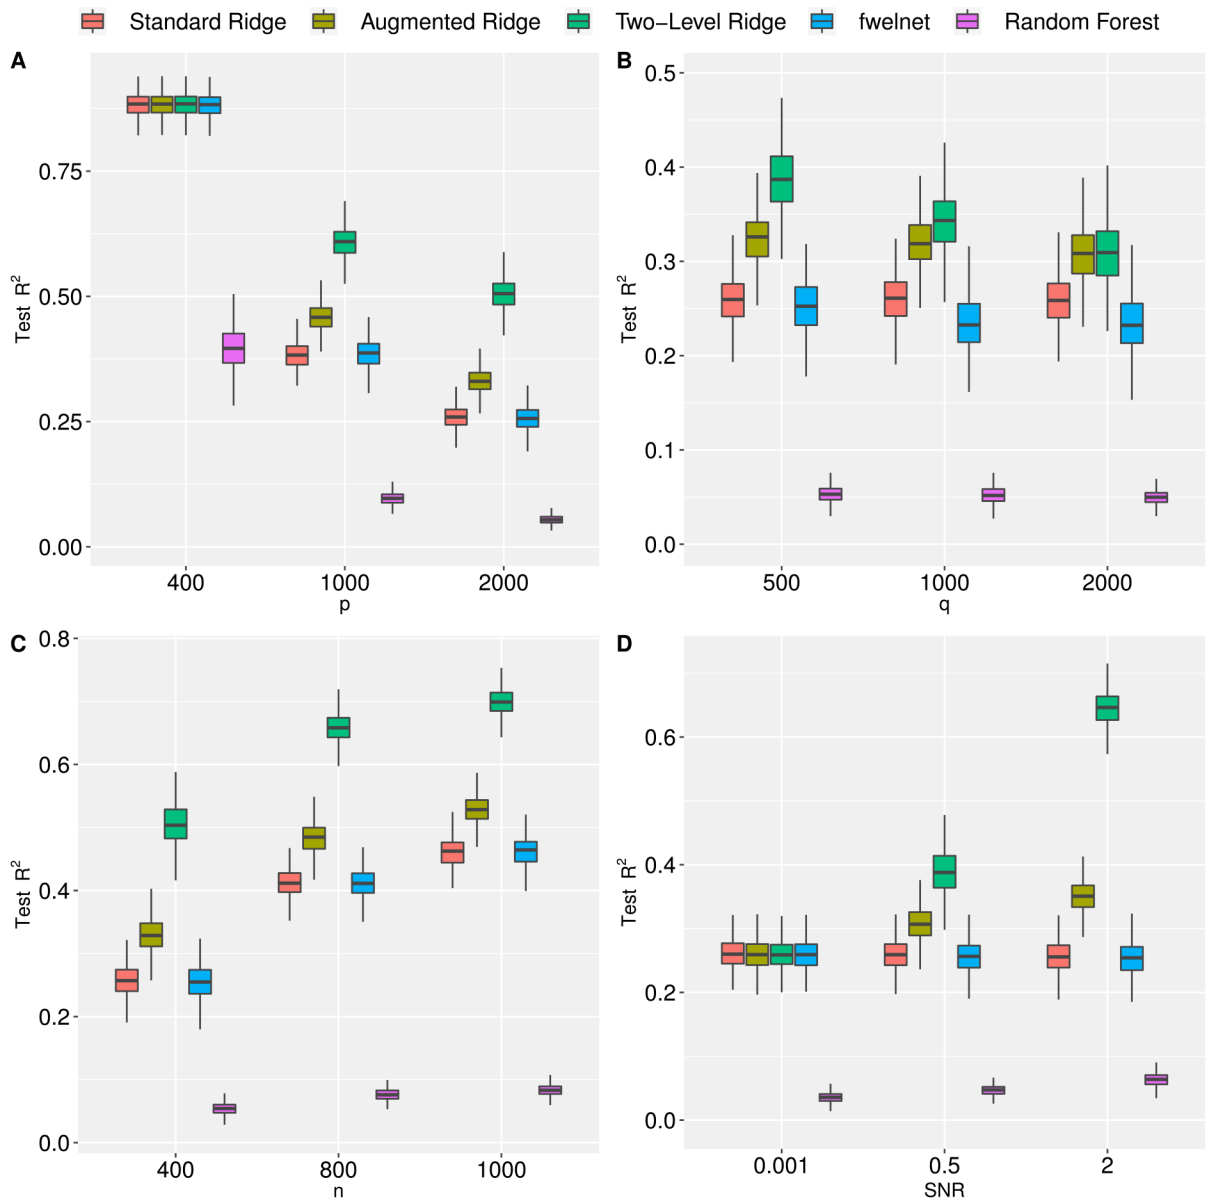 Standard Ridge Augmented Ridge Two−Level Ridge fwelnet Random Forest
A
0.75
0.50
0.25
0.00
Test R²
400 1000 2000
p
B
0.5
0.4
0.3
0.2
0.1
0.0
Test R²
500 1000 2000
q
C
0.8
0.6
0.4
0.2
0.0
Test R²
400 800 1000
n
D
0.6
0.4
0.2
0.0
Test R²
0.001 0.5 2
SNR